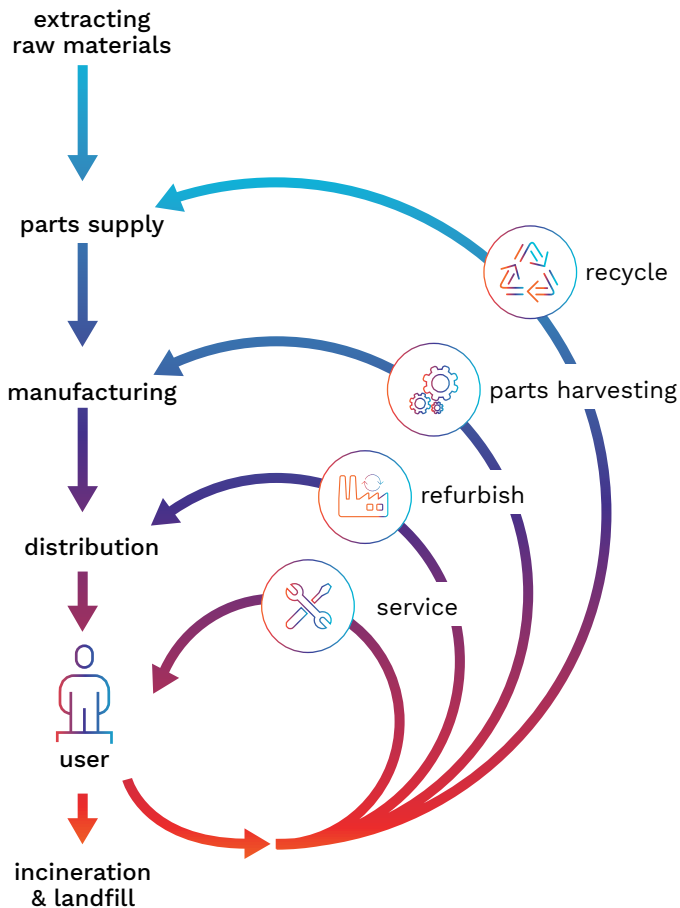 extracting
raw materials
parts supply
recycle
manufacturing
parts harvesting
refurbish
distribution
service
user
incineration
& landfill